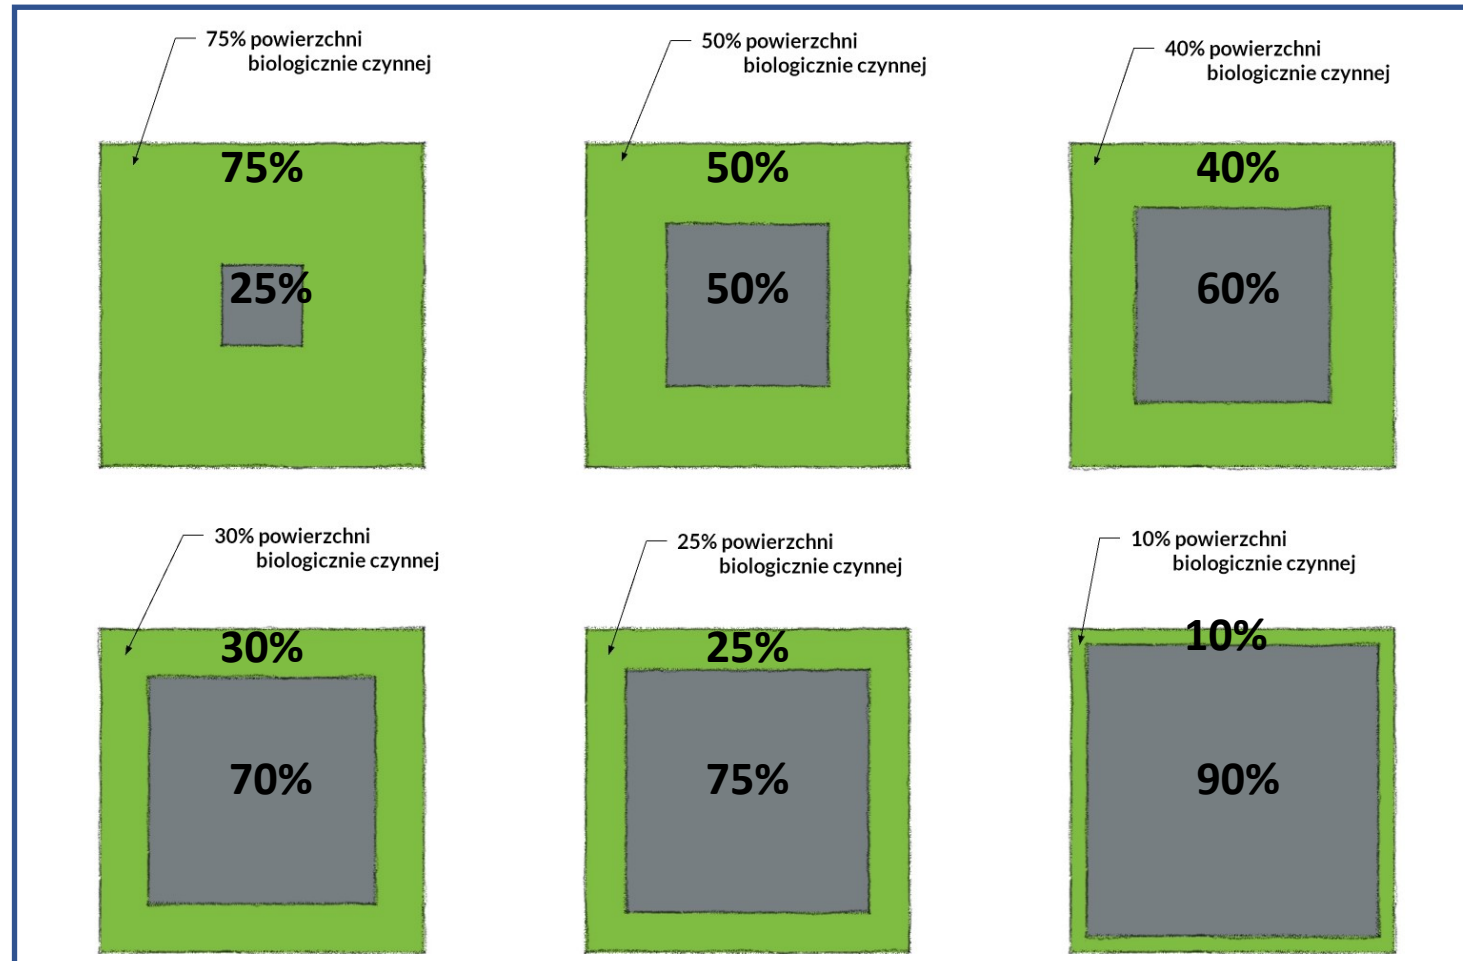 75% powierzchni
biologicznie czynnej
50% powierzchni
biologicznie czynnej
40% powierzchni
biologicznie czynnej
75%
25%
50%
50%
40%
60%
30% powierzchni
biologicznie czynnej
25% powierzchni
biologicznie czynnej
10% powierzchni
biologicznie czynnej
30%
70%
25%
75%
10%
90%